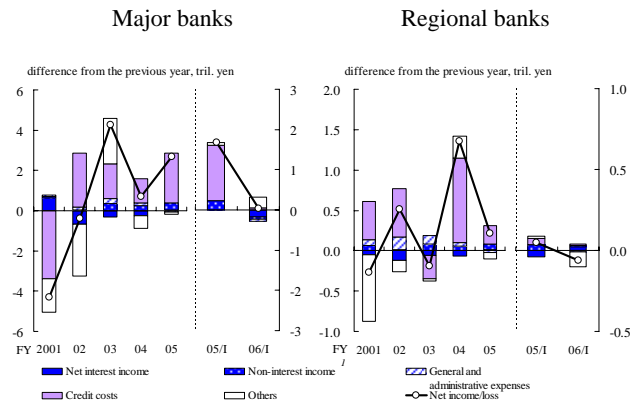 Major banks
Regional banks
difference from the previous year, tril. yen
difference from the previous year, tril. yen
6
4
2
0
-2
-4
-6
3
2
1
0
-1
-2
-3
2.0
1.5
1.0
0.5
0.0
-0.5
-1.0
1.0
0.5
0.0
-0.5
FY 2001 02 03 04 05 05/I 06/I
FY 2001 02 03 04 05 05/I 06/I
1
Net interest income
Non-interest income
General and
administrative expenses
Credit costs
Others
Net income/loss